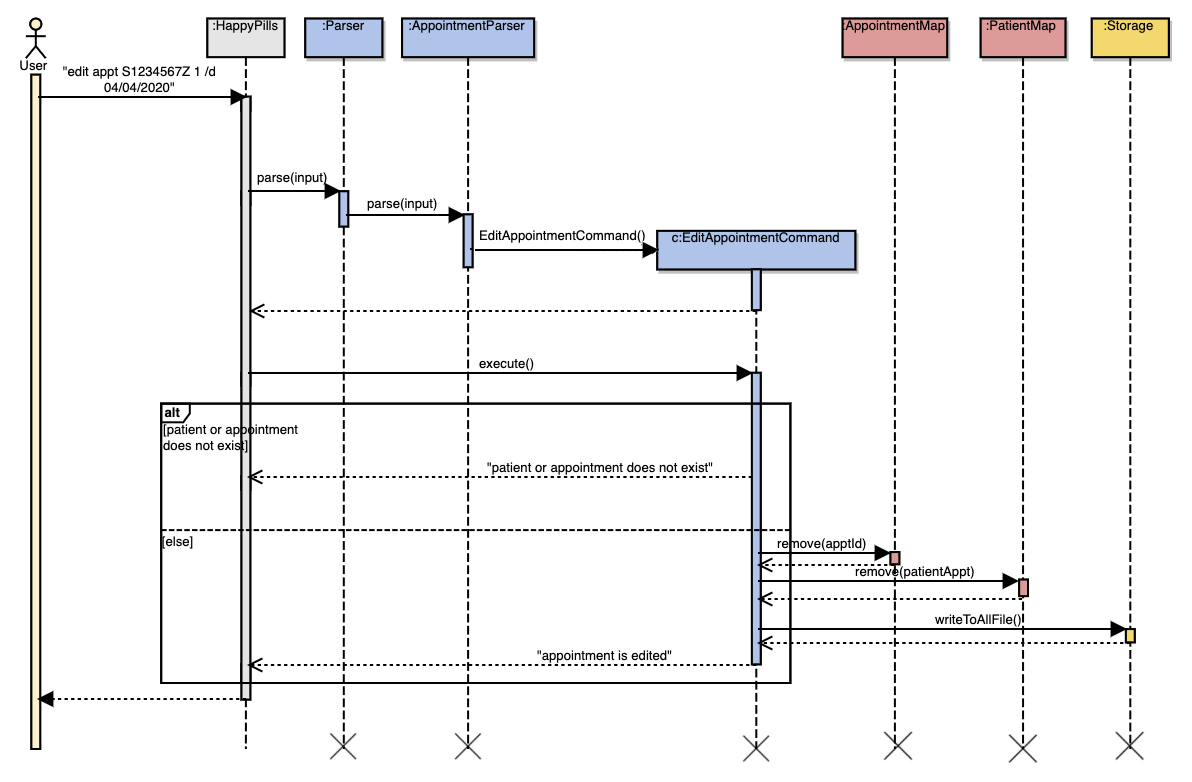 :HappyPills
:Parser
:AppointmentParser
AppointmentMap
:PatientMap
:Storage
User
"edit appt S1234567Z 1 /d
04/04/2020"
parse(input)
parse(input)
EditAppointmentCommand()
c:EditAppointmentCommand
execute()
alt
[patient or appointment
does not exist]
"patient or appointment does not exist"
[else]
remove(apptId)
remove(patientAppt)
writeToAllFile()
"appointment is edited"